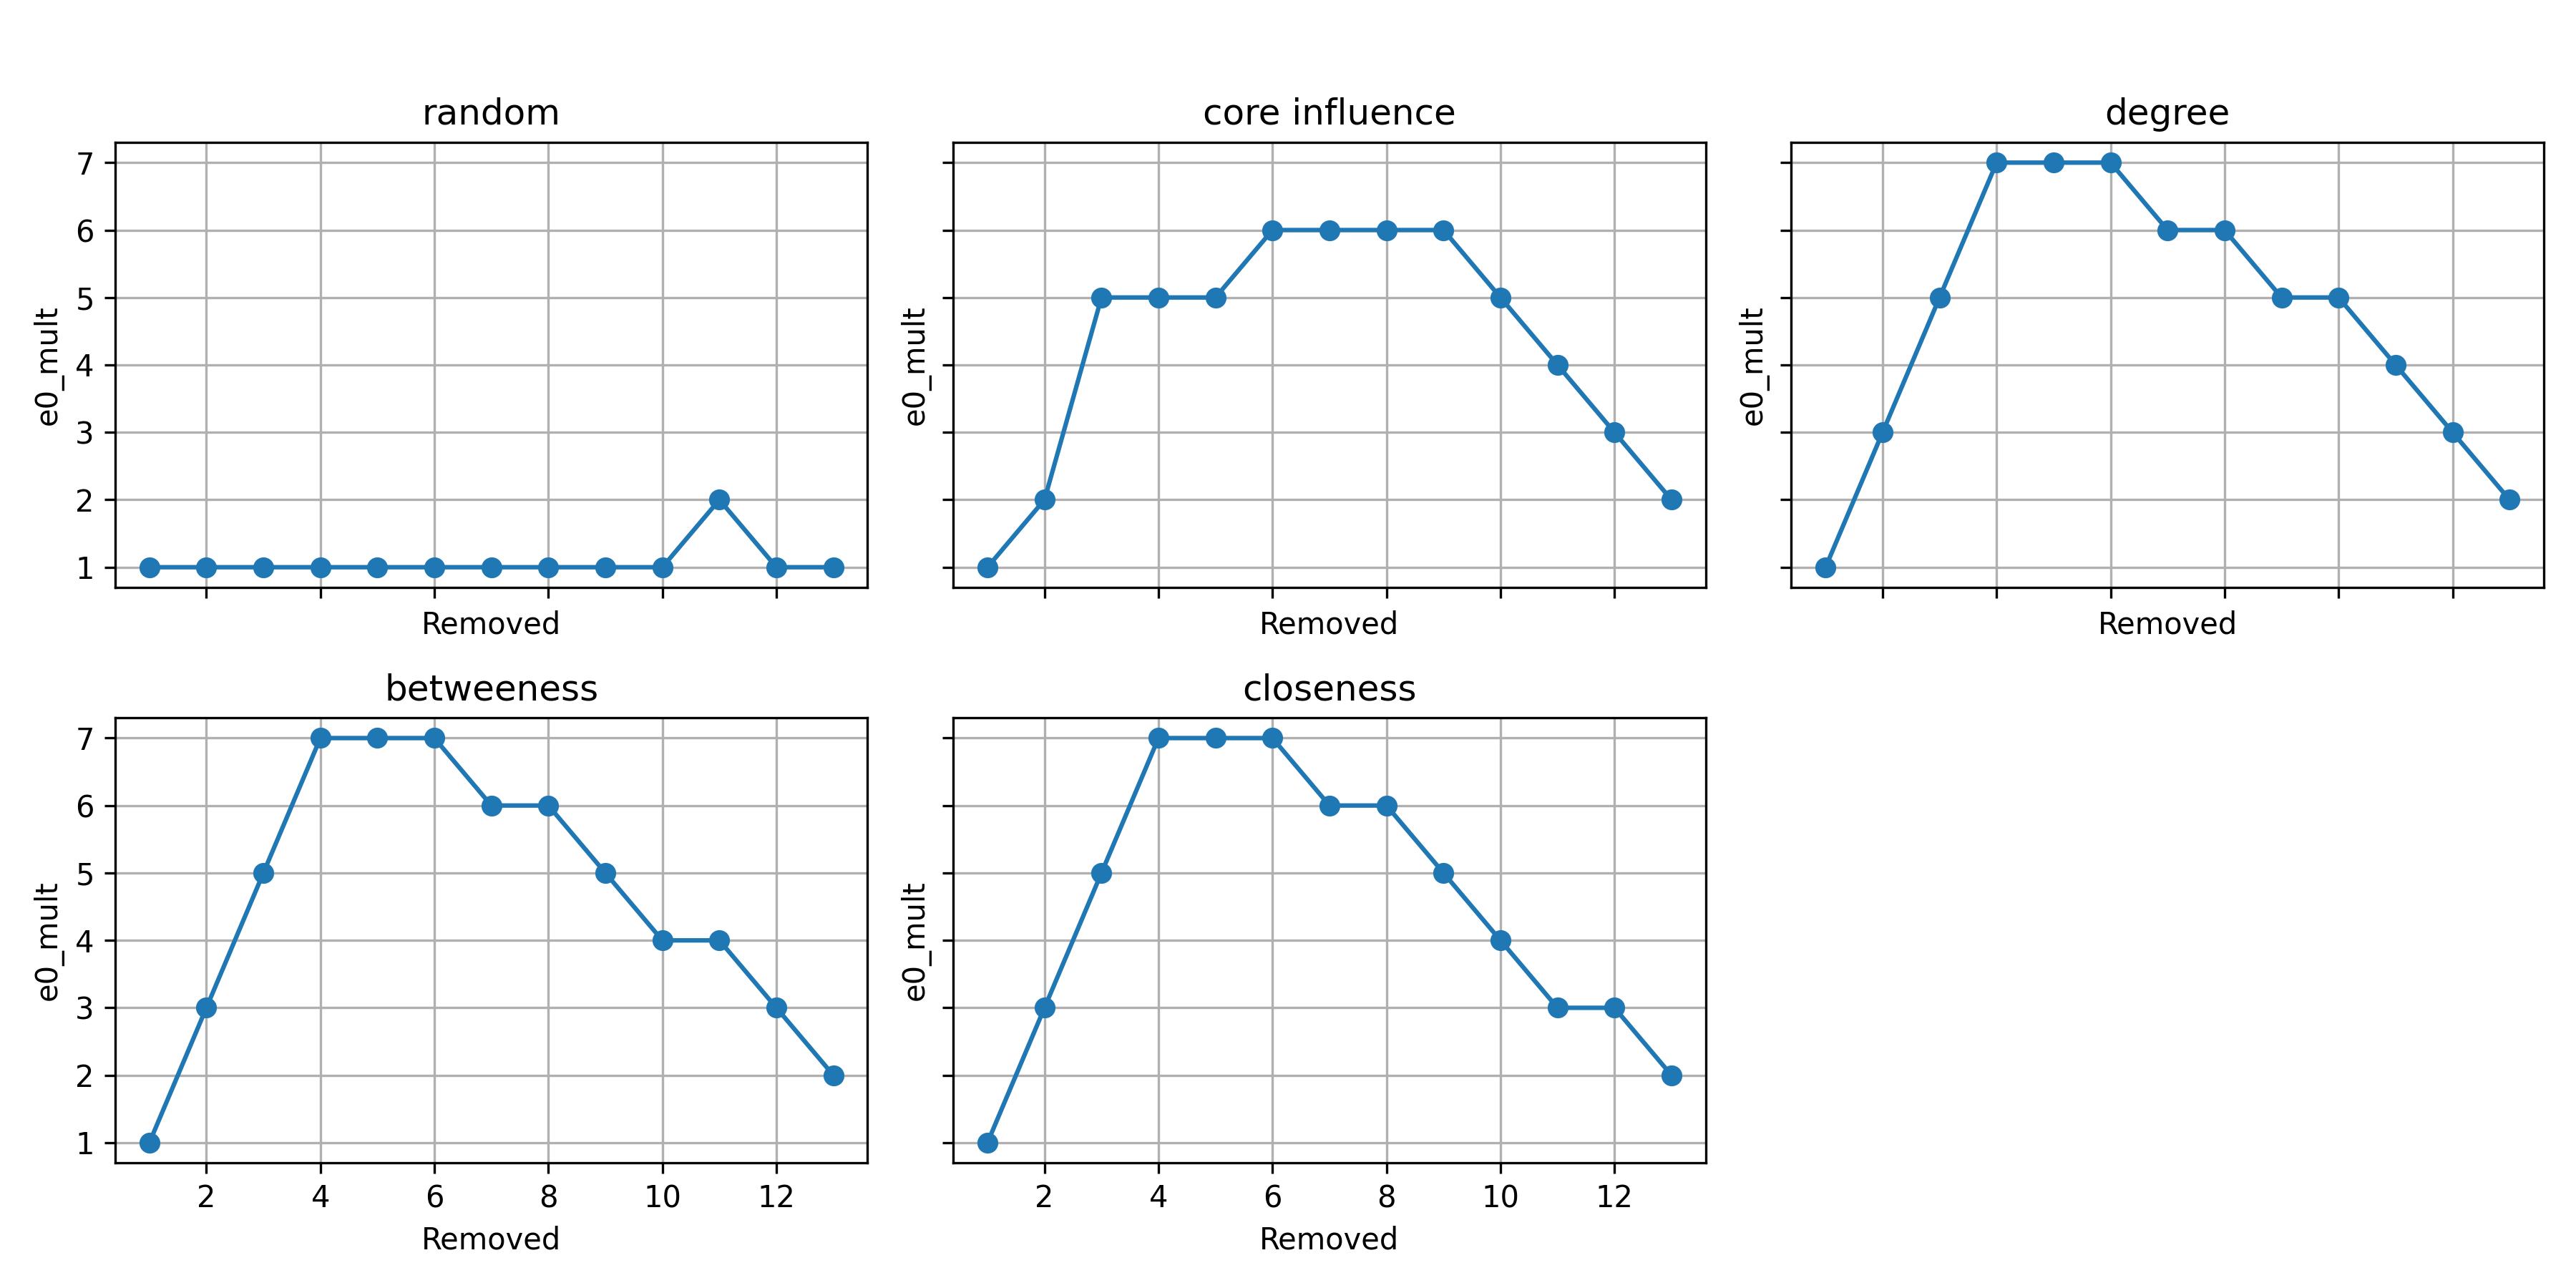 random
7
6
5
4
3
2
1
e0_mult
Removed
core influence
e0_mult
Removed
degree
e0_mult
Removed
betweeness
7
6
5
4
3
2
1
e0_mult
2 4 6 8 10 12
Removed
closeness
e0_mult
2 4 6 8 10 12
Removed